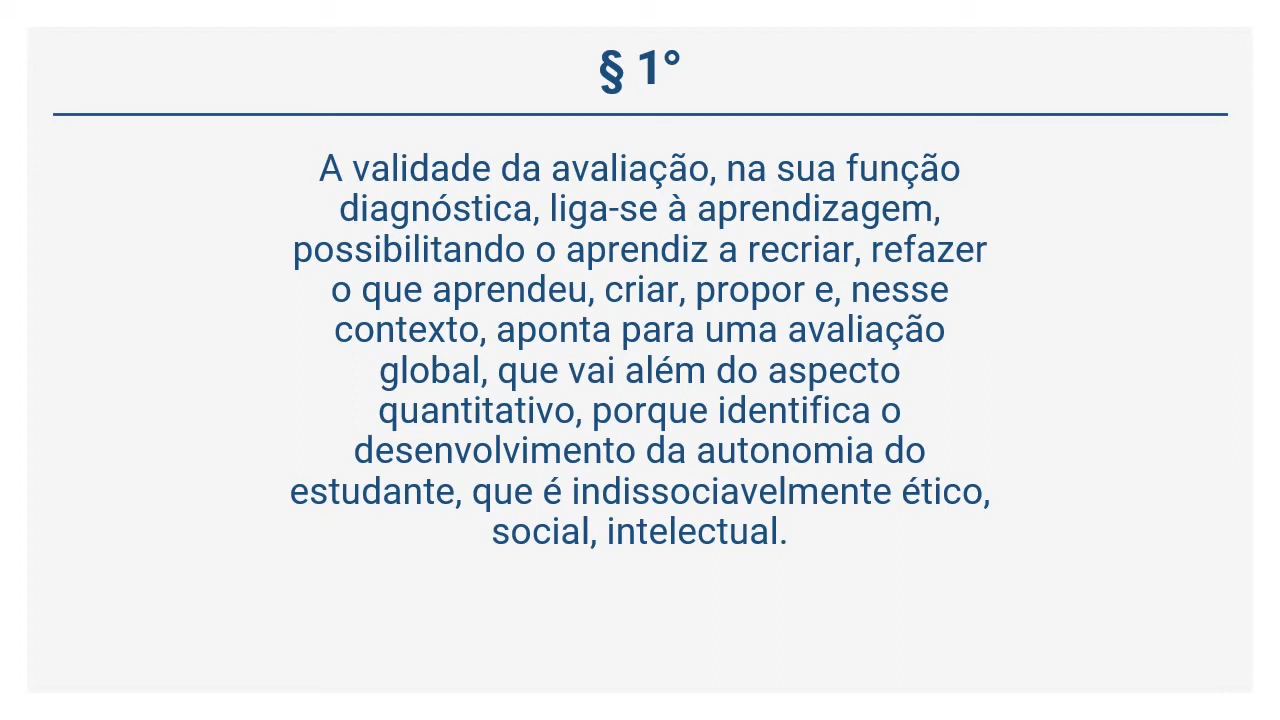 § 1°
A validade da avaliação, na sua função
diagnóstica, liga-se à aprendizagem,
possibilitando o aprendiz a recriar, refazer
o que aprendeu, criar, propor e, nesse
contexto, aponta para uma avaliação
global, que vai além do aspecto
quantitativo, porque identifica o
desenvolvimento da autonomia do
estudante, que é indissociavelmente ético,
social, intelectual.